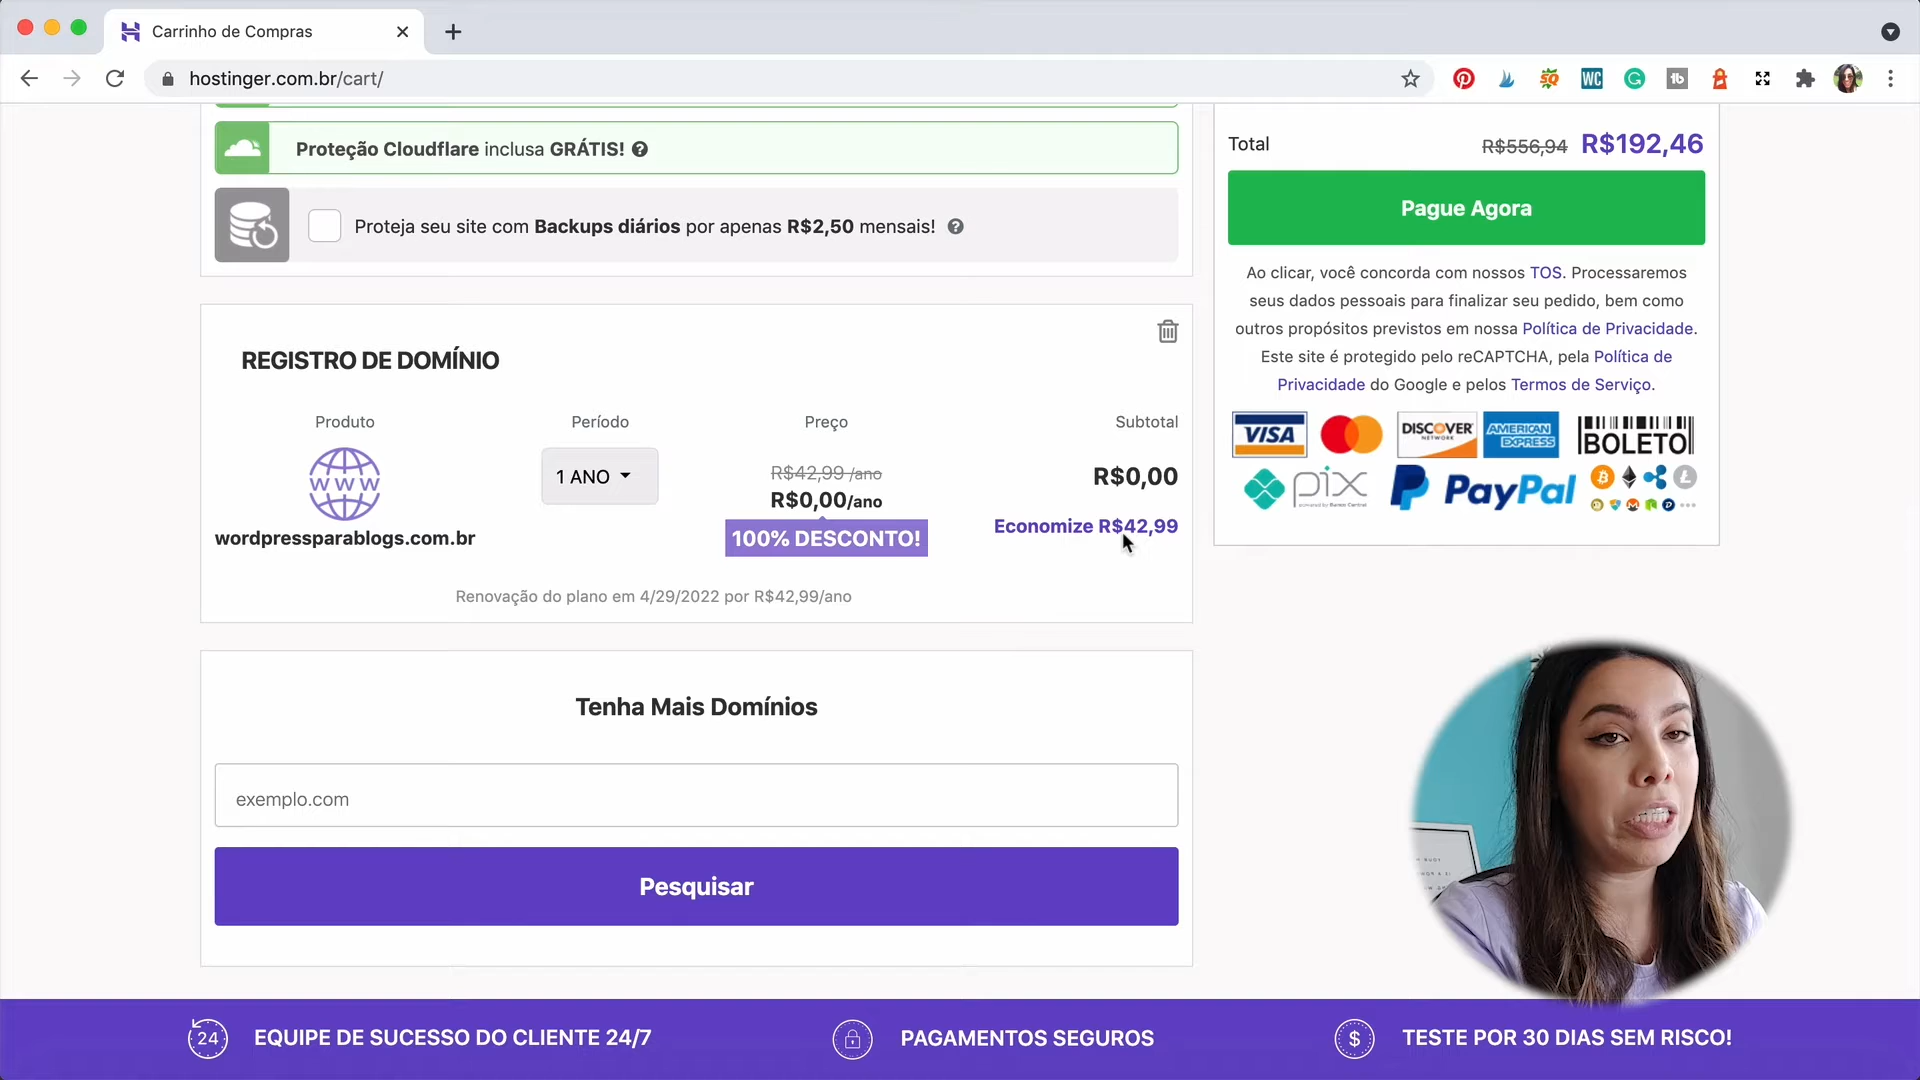 Carrinho de Compras
hostinger.com.br/cart/
Proteção Cloudflare inclusa GRÁTIS!
Proteja seu site com Backups diários por apenas R$2,50 mensais!
REGISTRO DE DOMÍNIO
Produto Período Preço Subtotal
www
wordpressparablogs.com.br
1 ANO
R$42,99 /ano
R$0,00/ano
100% DESCONTO!
R$0,00
Economize R$42,99
Renovação do plano em 4/29/2022 por R$42,99/ano
Tenha Mais Domínios
exemplo.com
Pesquisar
Total R$556,94 R$192,46
Pague Agora
Ao clicar, você concorda com nossos TOS. Processaremos
seus dados pessoais para finalizar seu pedido, bem como
outros propósitos previstos em nossa Política de Privacidade.
Este site é protegido pelo reCAPTCHA, pela Política de
Privacidade do Google e pelos Termos de Serviço.
VISA DISCOVER NETWORK AMERICAN EXPRESS BOLETO
pix powered by Banco Central PayPal
24 EQUIPE DE SUCESSO DO CLIENTE 24/7 PAGAMENTOS SEGUROS $ TESTE POR 30 DIAS SEM RISCO!